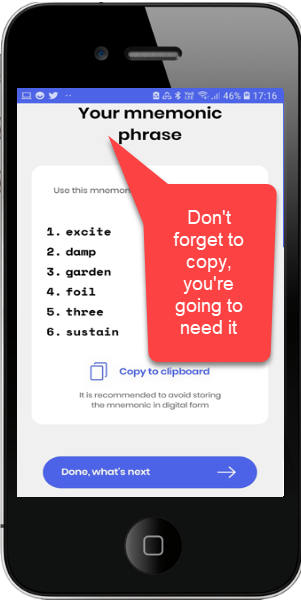 46% 17:16
Your mnemonic
phrase
Use this
1. excite
2. damp
3. garden
4. foil
5. three
6. sustain
Don't
forget to
copy,
you're
going to
need it
Copy to clipboard
It is recommended to avoid storing
the mnemonic in digital form
Done, what's next